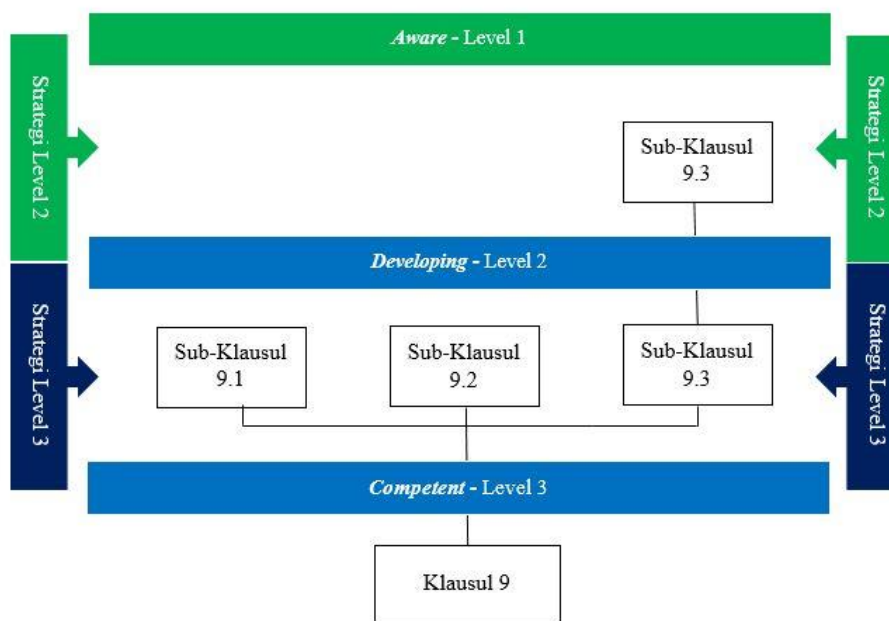 Aware - Level 1
Strategi Level 2
Strategi Level 2
Sub-Klausul
9.3
Developing - Level 2
Strategi Level 3
Strategi Level 3
Sub-Klausul
9.1
Sub-Klausul
9.2
Sub-Klausul
9.3
Competent - Level 3
Klausul 9